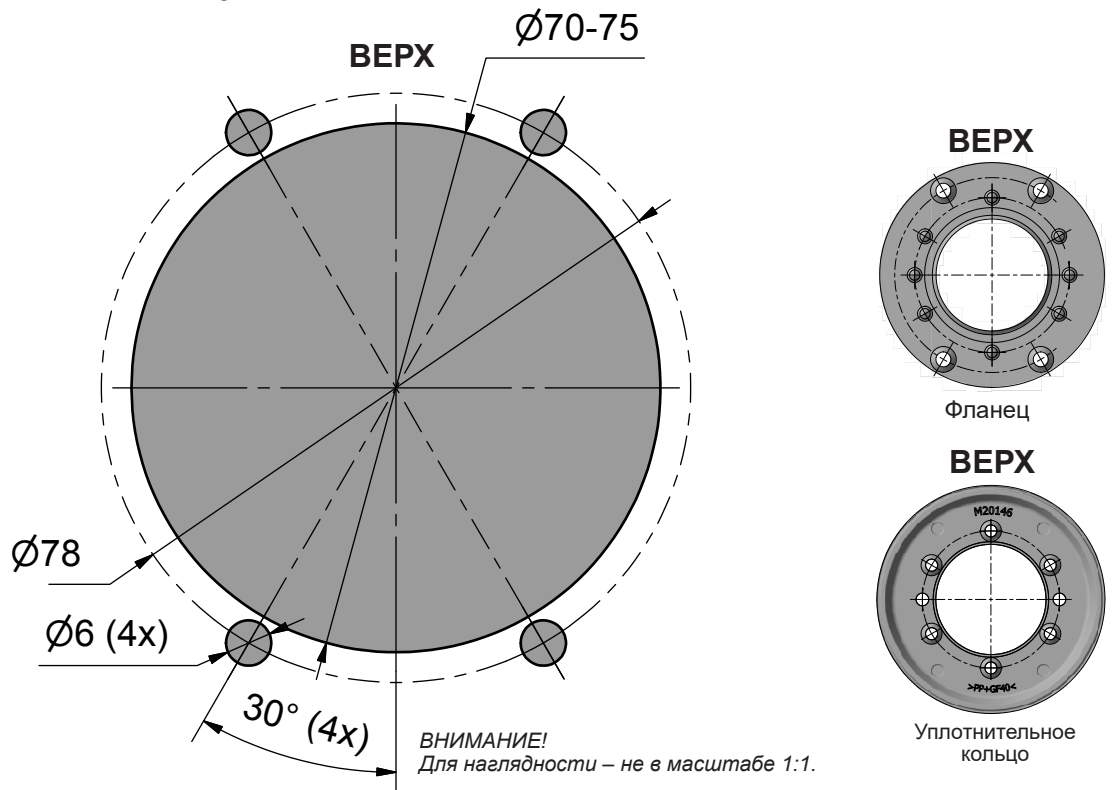 Ø70-75
ВЕРХ
Ø78
Ø6 (4x)
30° (4x)
ВНИМАНИЕ!
Для наглядности – не в масштабе 1:1.
ВЕРХ
Фланец
ВЕРХ
M20146
>PP+GF40<
Уплотнительное
кольцо